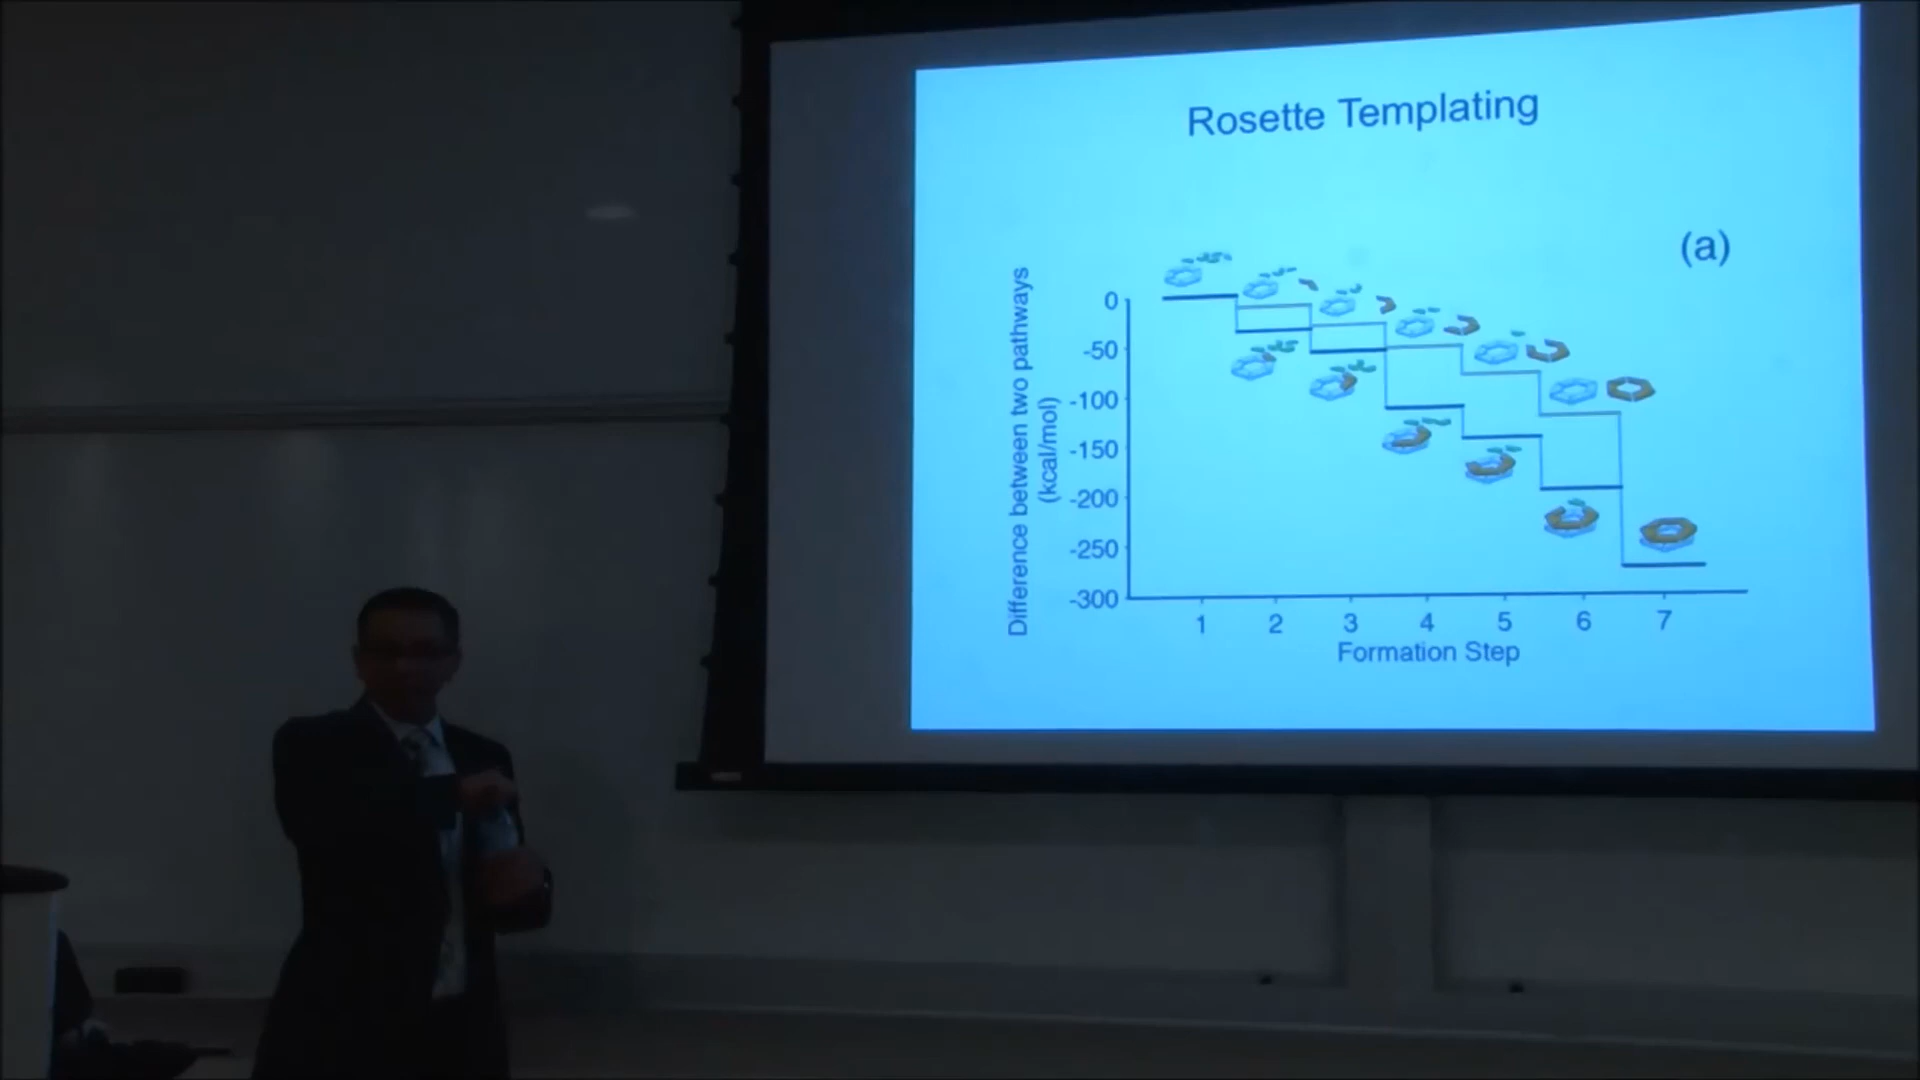 Rosette Templating
(a)
Difference between two pathways
(kcal/mol)
0
-50
-100
-150
-200
-250
-300
1 2 3 4 5 6 7
Formation Step